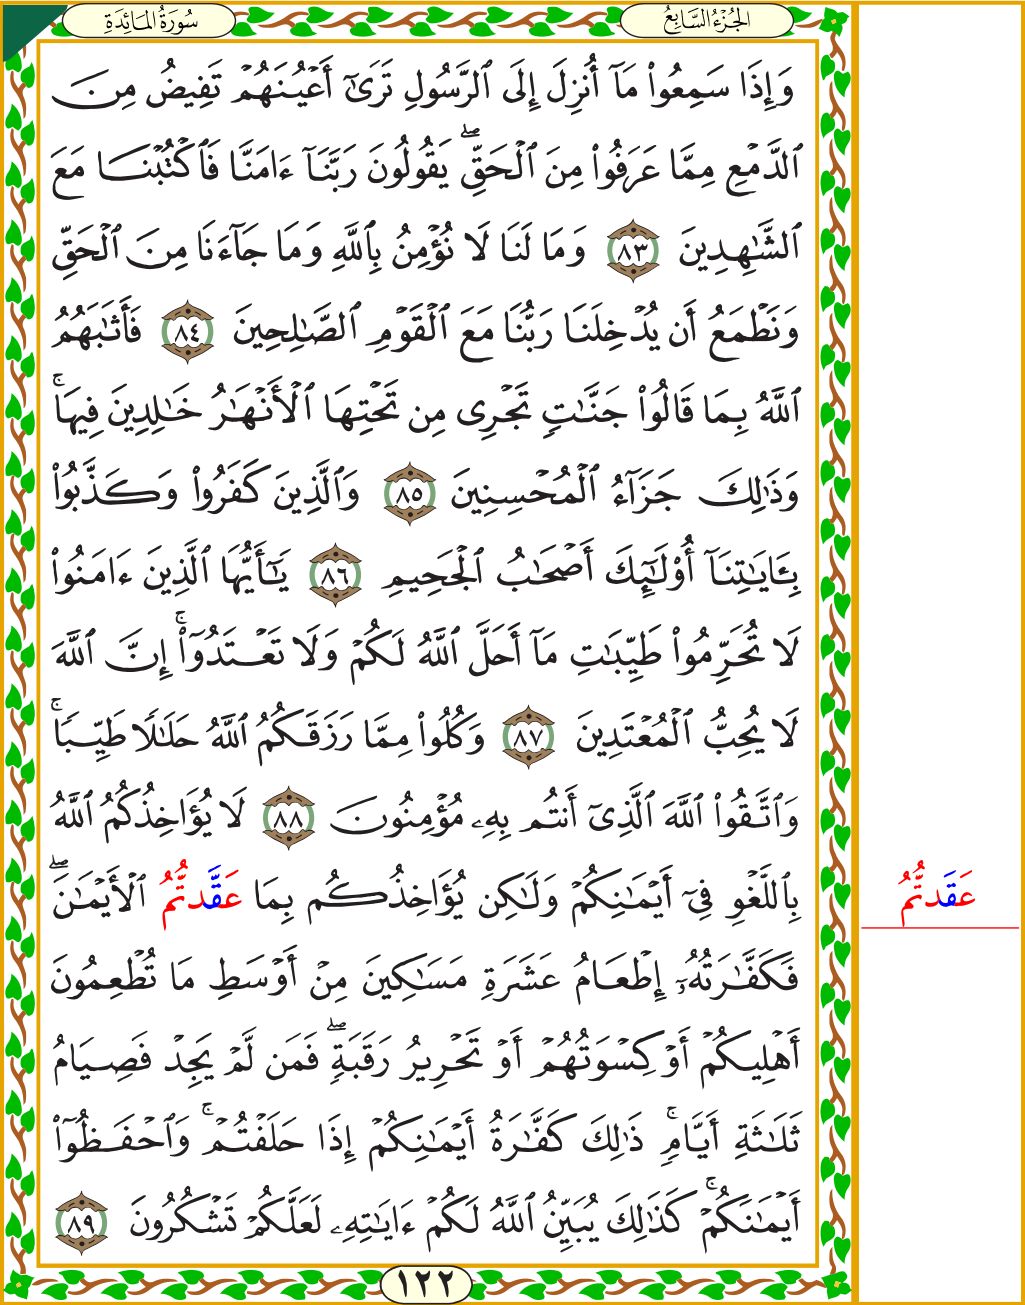 الجُزْءُ السَّابِعُ
سُورَةُ المَائِدَةِ
وَإِذَا سَمِعُوا۟ مَآ أُنزِلَ إِلَى ٱلرَّسُولِ تَرَىٰٓ أَعْيُنَهُمْ تَفِيضُ مِنَ
ٱلدَّمْعِ مِمَّا عَرَفُوا۟ مِنَ ٱلْحَقِّ ۖ يَقُولُونَ رَبَّنَآ ءَامَنَّا فَٱكْتُبْنَا مَعَ
ٱلشَّـٰهِدِينَ ٨٣ وَمَا لَنَا لَا نُؤْمِنُ بِٱللَّهِ وَمَا جَآءَنَا مِنَ ٱلْحَقِّ
وَنَطْمَعُ أَن يُدْخِلَنَا رَبُّنَا مَعَ ٱلْقَوْمِ ٱلصَّـٰلِحِينَ ٨٤ فَأَثَـٰبَهُمُ
ٱللَّهُ بِمَا قَالُوا۟ جَنَّـٰتٍ تَجْرِى مِن تَحْتِهَا ٱلْأَنْهَـٰرُ خَـٰلِدِينَ فِيهَا ۚ
وَذَٰلِكَ جَزَآءُ ٱلْمُحْسِنِينَ ٨٥ وَٱلَّذِينَ كَفَرُوا۟ وَكَذَّبُوا۟
بِـَٔايَـٰتِنَآ أُو۟لَـٰٓئِكَ أَصْحَـٰبُ ٱلْجَحِيمِ ٨٦ يَـٰٓأَيُّهَا ٱلَّذِينَ ءَامَنُوا۟
لَا تُحَرِّمُوا۟ طَيِّبَـٰتِ مَآ أَحَلَّ ٱللَّهُ لَكُمْ وَلَا تَعْتَدُوٓا۟ ۚ إِنَّ ٱللَّهَ
لَا يُحِبُّ ٱلْمُعْتَدِينَ ٨٧ وَكُلُوا۟ مِمَّا رَزَقَكُمُ ٱللَّهُ حَلَـٰلًا طَيِّبًا ۚ
وَٱتَّقُوا۟ ٱللَّهَ ٱلَّذِىٓ أَنتُم بِهِۦ مُؤْمِنُونَ ٨٨ لَا يُؤَاخِذُكُمُ ٱللَّهُ
بِٱللَّغْوِ فِىٓ أَيْمَـٰنِكُمْ وَلَـٰكِن يُؤَاخِذُكُم بِمَا عَقَّدتُّمُ ٱلْأَيْمَـٰنَ ۖ
فَكَفَّـٰرَتُهُۥٓ إِطْعَامُ عَشَرَةِ مَسَـٰكِينَ مِنْ أَوْسَطِ مَا تُطْعِمُونَ
أَهْلِيكُمْ أَوْ كِسْوَتُهُمْ أَوْ تَحْرِيرُ رَقَبَةٍ ۖ فَمَن لَّمْ يَجِدْ فَصِيَامُ
ثَلَـٰثَةِ أَيَّامٍ ۚ ذَٰلِكَ كَفَّـٰرَةُ أَيْمَـٰنِكُمْ إِذَا حَلَفْتُمْ ۚ وَٱحْفَظُوٓا۟
أَيْمَـٰنَكُمْ ۚ كَذَٰلِكَ يُبَيِّنُ ٱللَّهُ لَكُمْ ءَايَـٰتِهِۦ لَعَلَّكُمْ تَشْكُرُونَ ٨٩
١٢٢
عَقَدتُّمُ